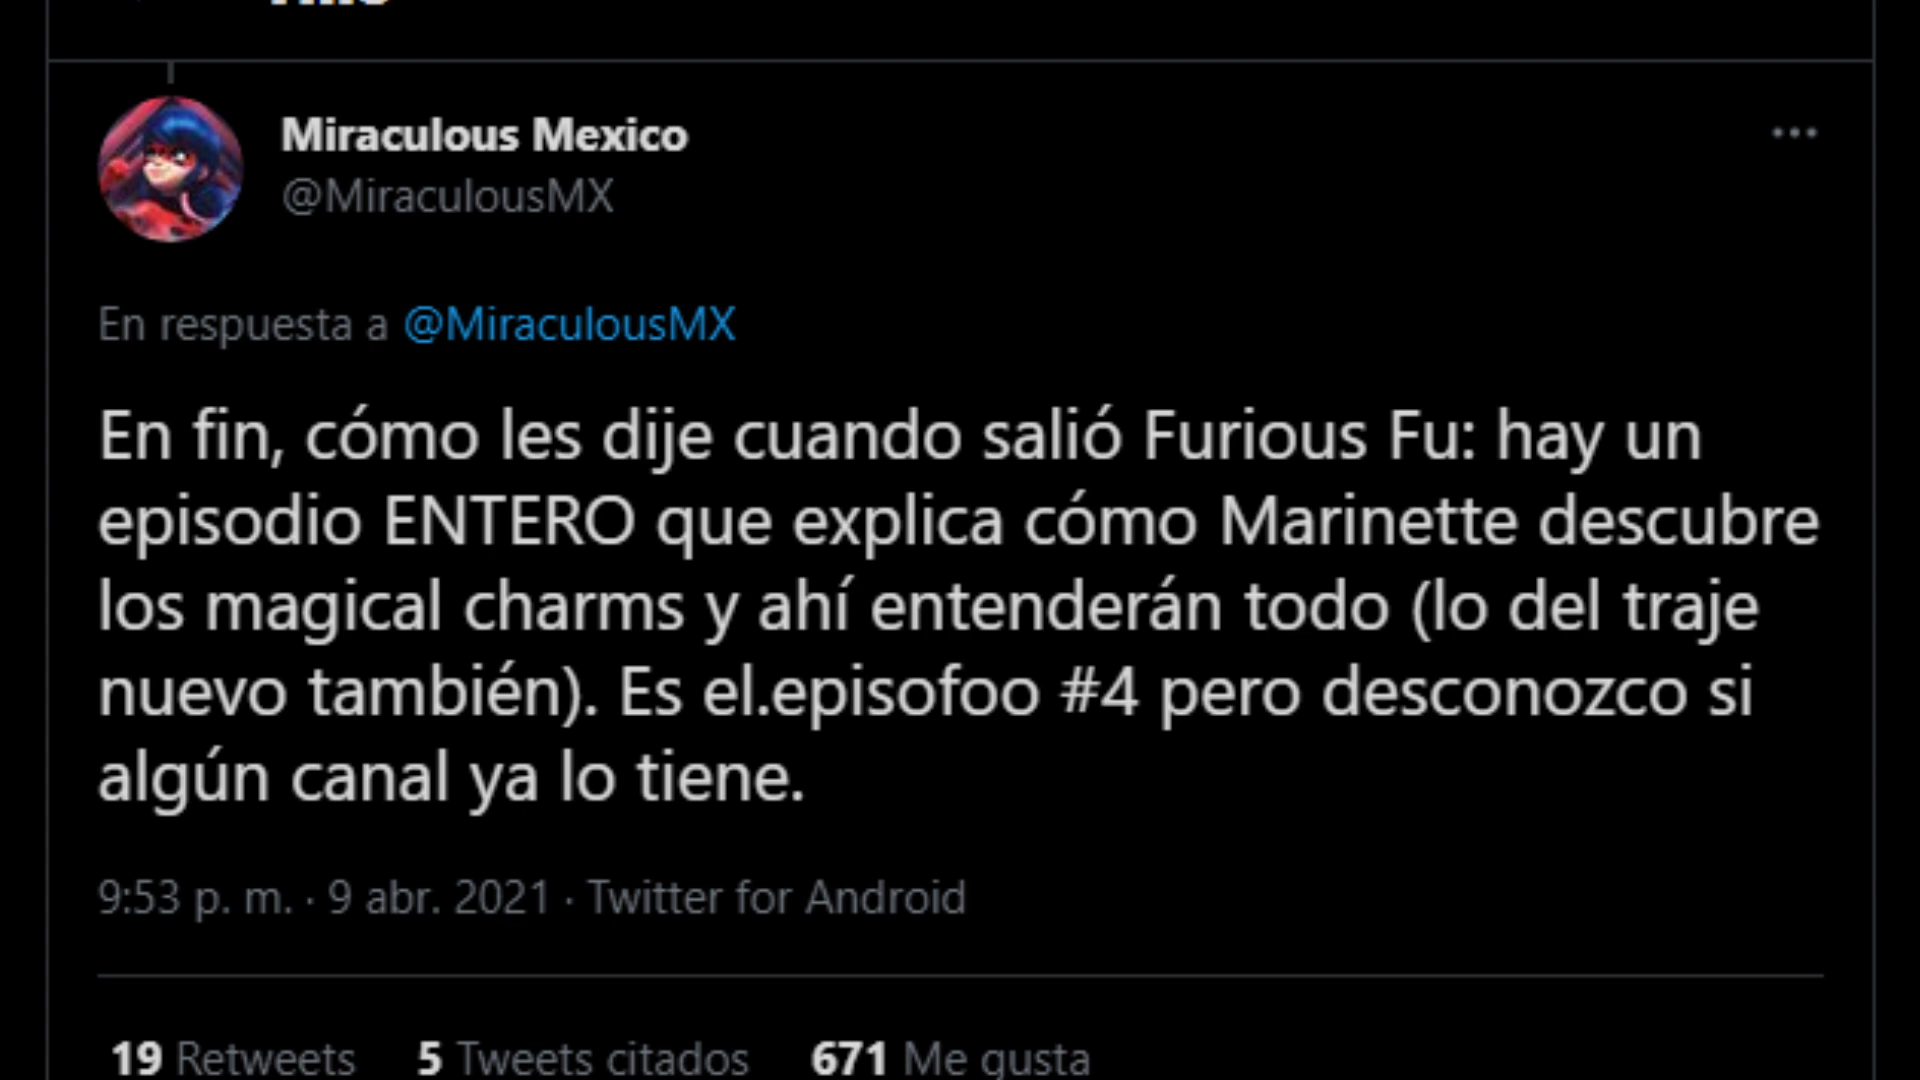 Miraculous Mexico
@MiraculousMX
En respuesta a @MiraculousMX
En fin, cómo les dije cuando salió Furious Fu: hay un
episodio ENTERO que explica cómo Marinette descubre
los magical charms y ahí entenderán todo (lo del traje
nuevo también). Es el.episofoo #4 pero desconozco si
algún canal ya lo tiene.
9:53 p. m. · 9 abr. 2021 · Twitter for Android
19 Retweets 5 Tweets citados 671 Me gusta